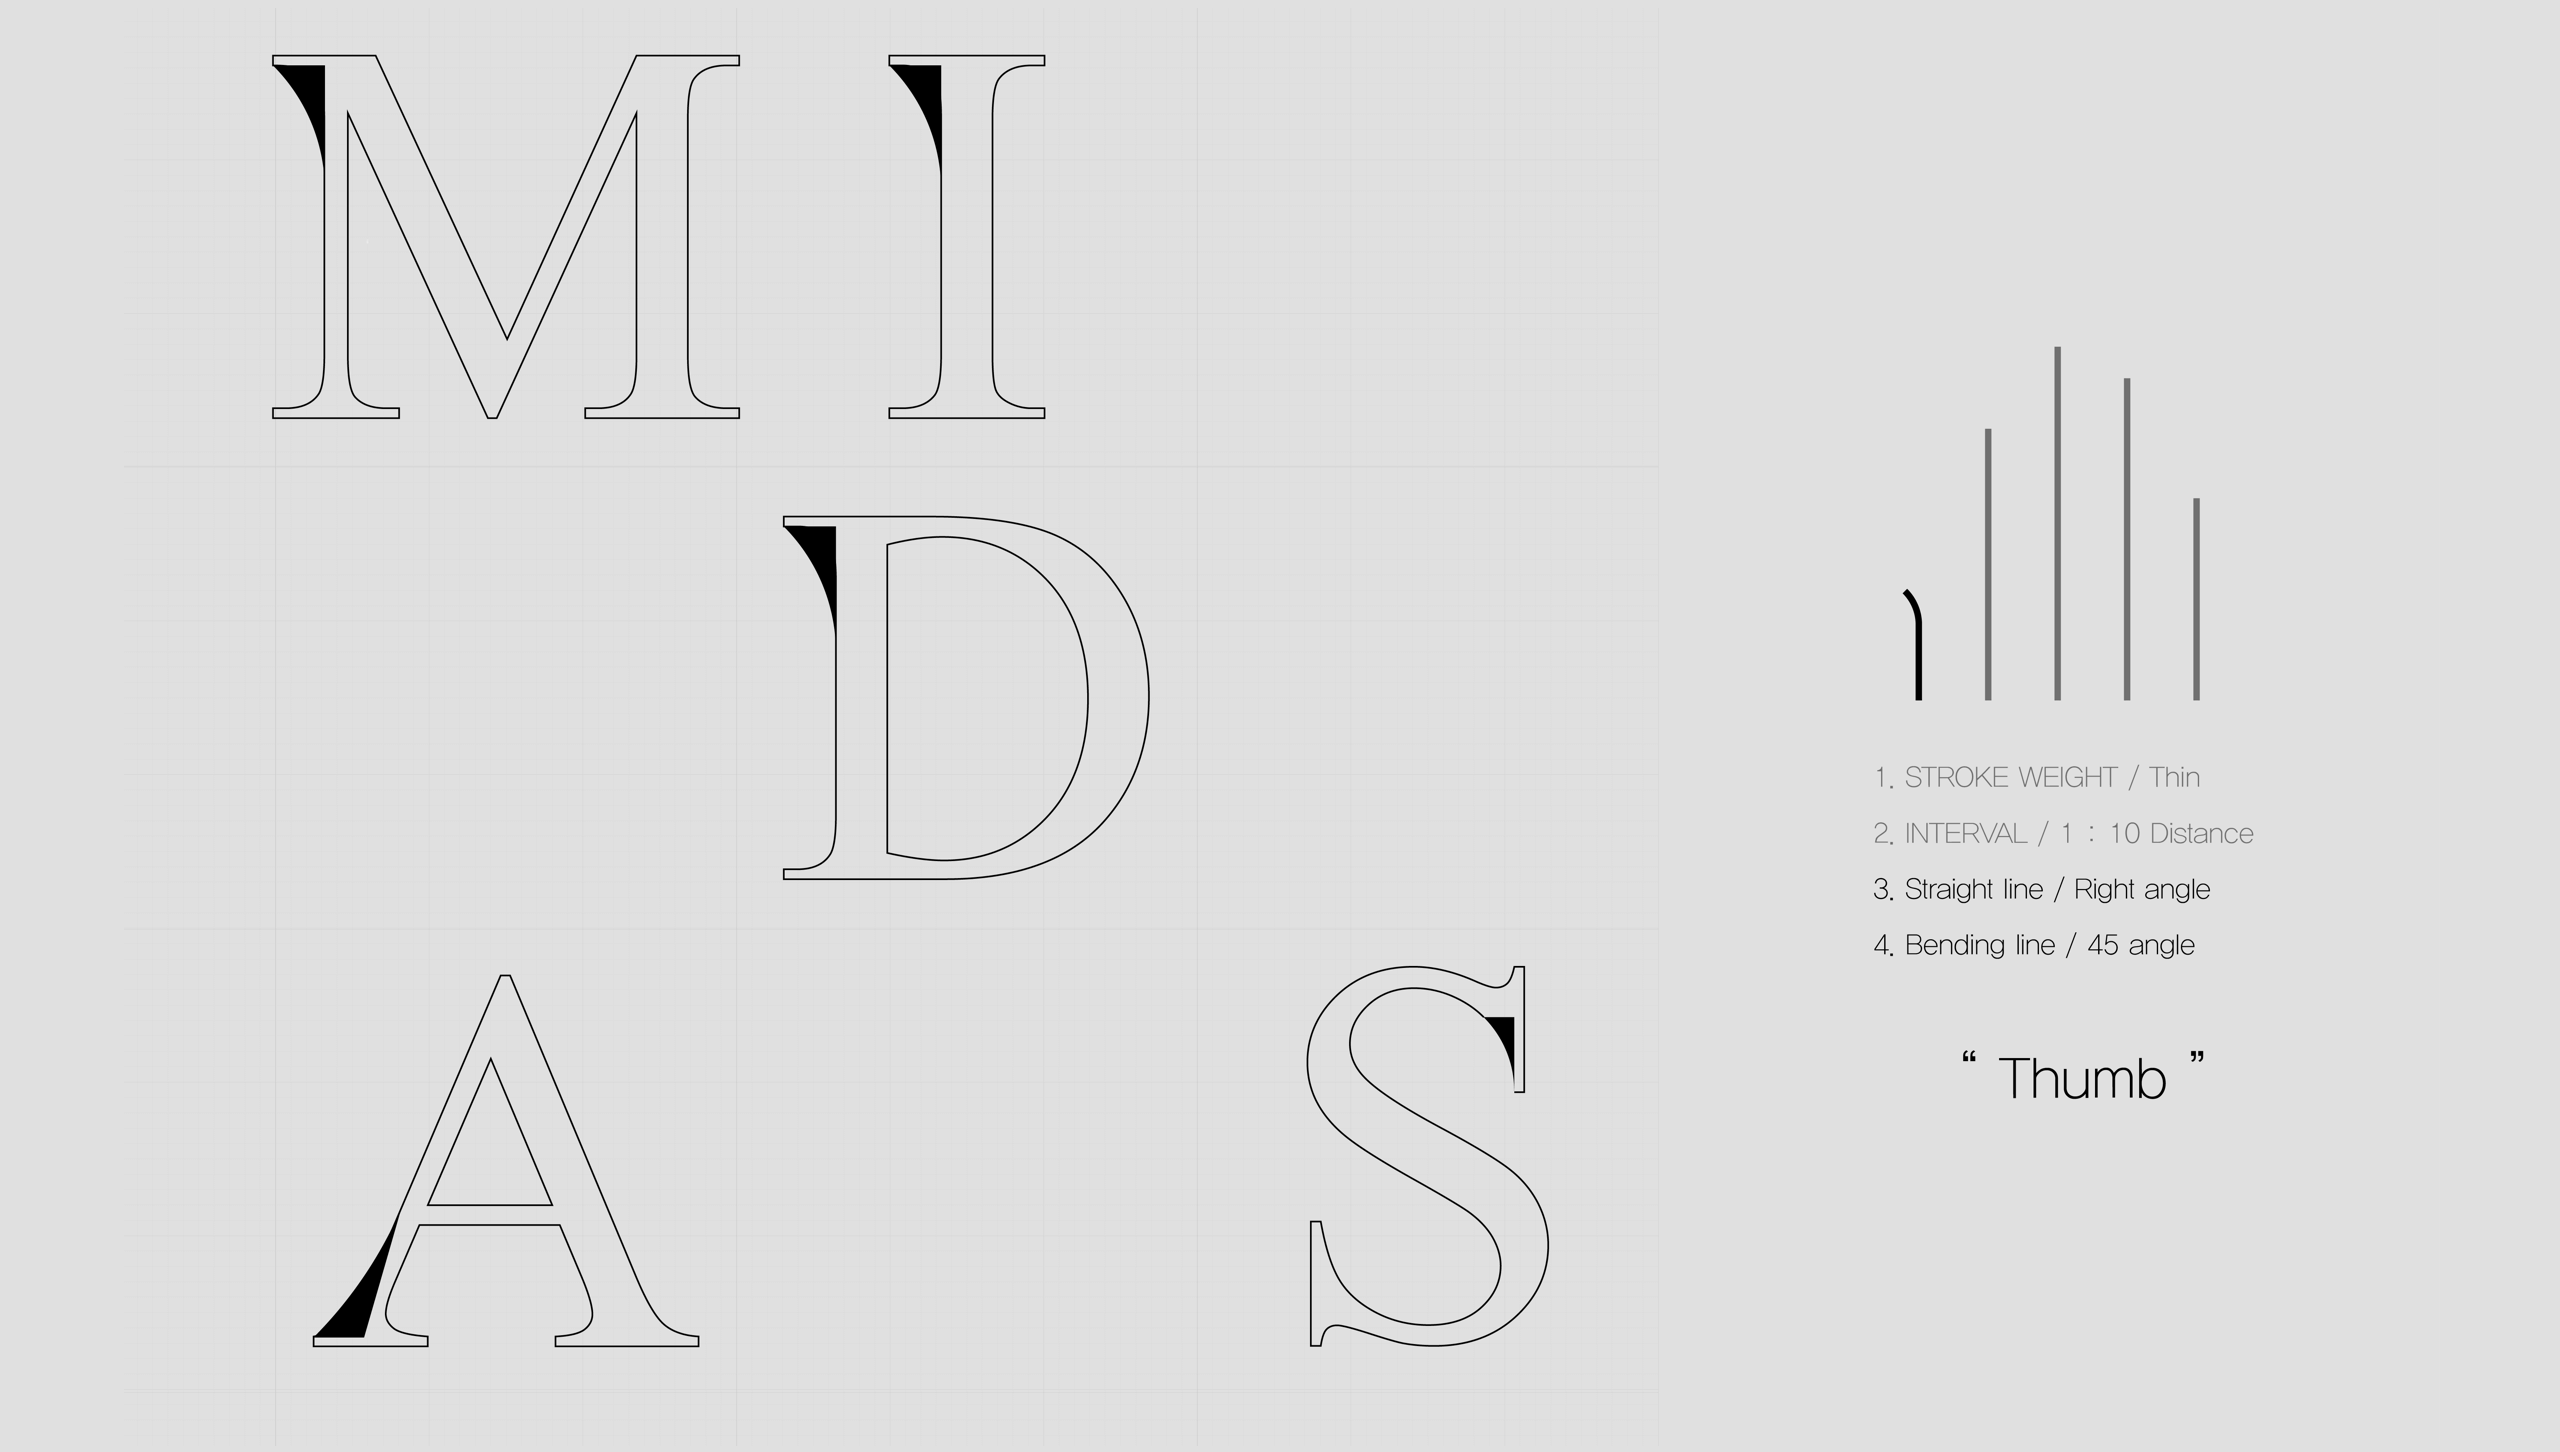 M I
D
A S
1. STROKE WEIGHT / Thin
2. INTERVAL / 1 : 10 Distance
3. Straight line / Right angle
4. Bending line / 45 angle
“ Thumb ”